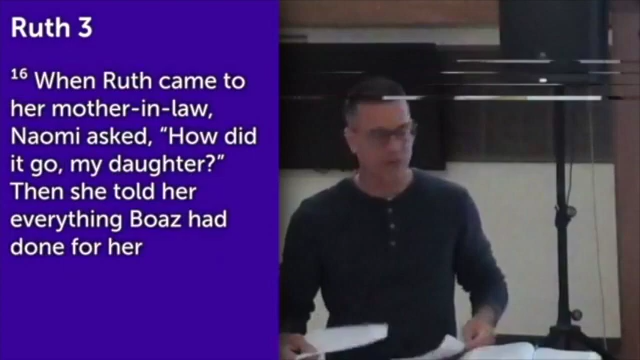 Ruth 3
16 When Ruth came to
her mother-in-law,
Naomi asked, “How did
it go, my daughter?”
Then she told her
everything Boaz had
done for her